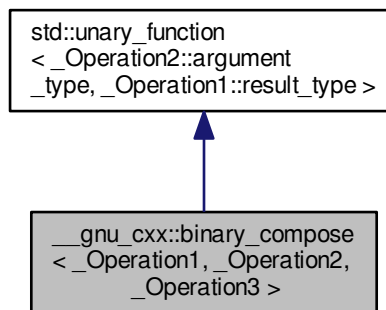 std::unary_function
< _Operation2::argument
_type, _Operation1::result_type >
__gnu_cxx::binary_compose
< _Operation1, _Operation2,
_Operation3 >